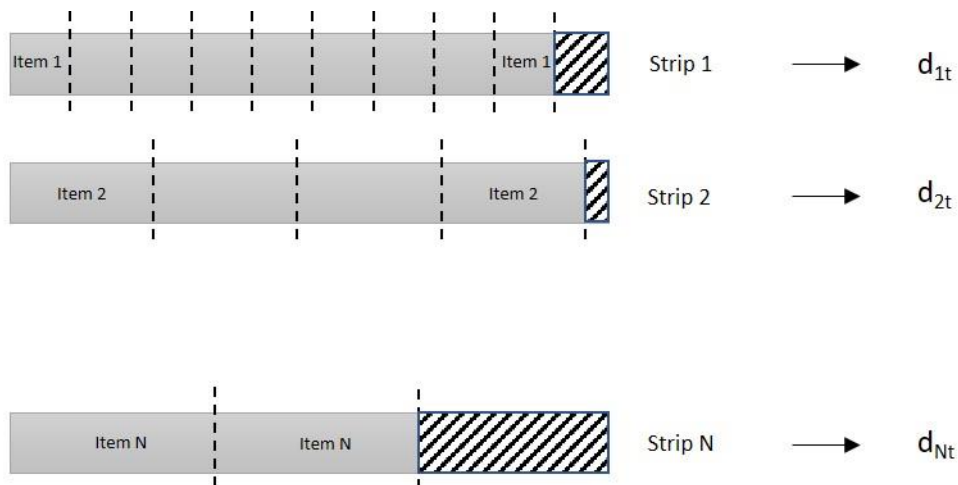 Item 1 Item 1 Strip 1 d1t
Item 2 Item 2 Strip 2 d2t
Item N Item N Strip N dNt